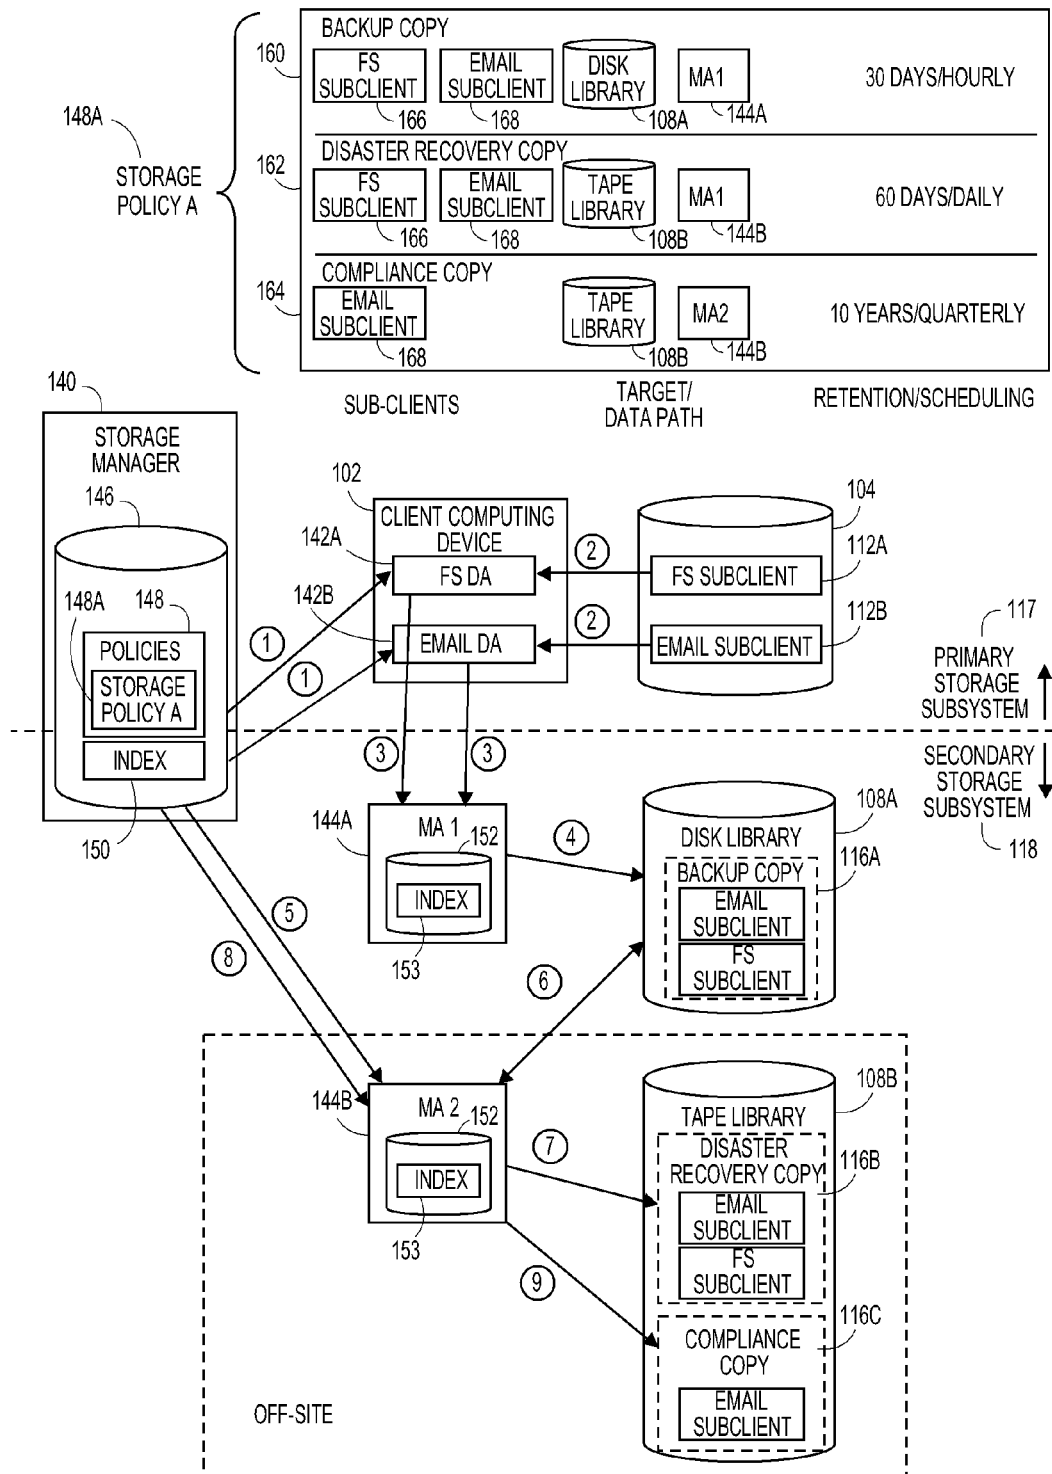 BACKUP COPY
160
FS
SUBCLIENT
166
EMAIL
SUBCLIENT
168
DISK
LIBRARY
108A
MA1
144A
30 DAYS/HOURLY
148A
STORAGE
POLICY A
DISASTER RECOVERY COPY
162
FS
SUBCLIENT
166
EMAIL
SUBCLIENT
168
TAPE
LIBRARY
108B
MA1
144B
60 DAYS/DAILY
COMPLIANCE COPY
164
EMAIL
SUBCLIENT
168
TAPE
LIBRARY
108B
MA2
144B
10 YEARS/QUARTERLY
SUB-CLIENTS
TARGET/
DATA PATH
RETENTION/SCHEDULING
140
STORAGE
MANAGER
146
148A
148
POLICIES
STORAGE
POLICY A
INDEX
150
102
CLIENT COMPUTING
DEVICE
142A
FS DA
142B
EMAIL DA
104
112A
FS SUBCLIENT
112B
EMAIL SUBCLIENT
1
1
2
2
117
PRIMARY
STORAGE
SUBSYSTEM
SECONDARY
STORAGE
SUBSYSTEM
118
3
3
144A
MA 1
152
INDEX
153
4
108A
DISK LIBRARY
116A
BACKUP COPY
EMAIL
SUBCLIENT
FS
SUBCLIENT
5
8
6
144B
MA 2
152
INDEX
153
7
9
108B
TAPE LIBRARY
DISASTER
RECOVERY COPY
116B
EMAIL
SUBCLIENT
FS
SUBCLIENT
116C
COMPLIANCE
COPY
EMAIL
SUBCLIENT
OFF-SITE